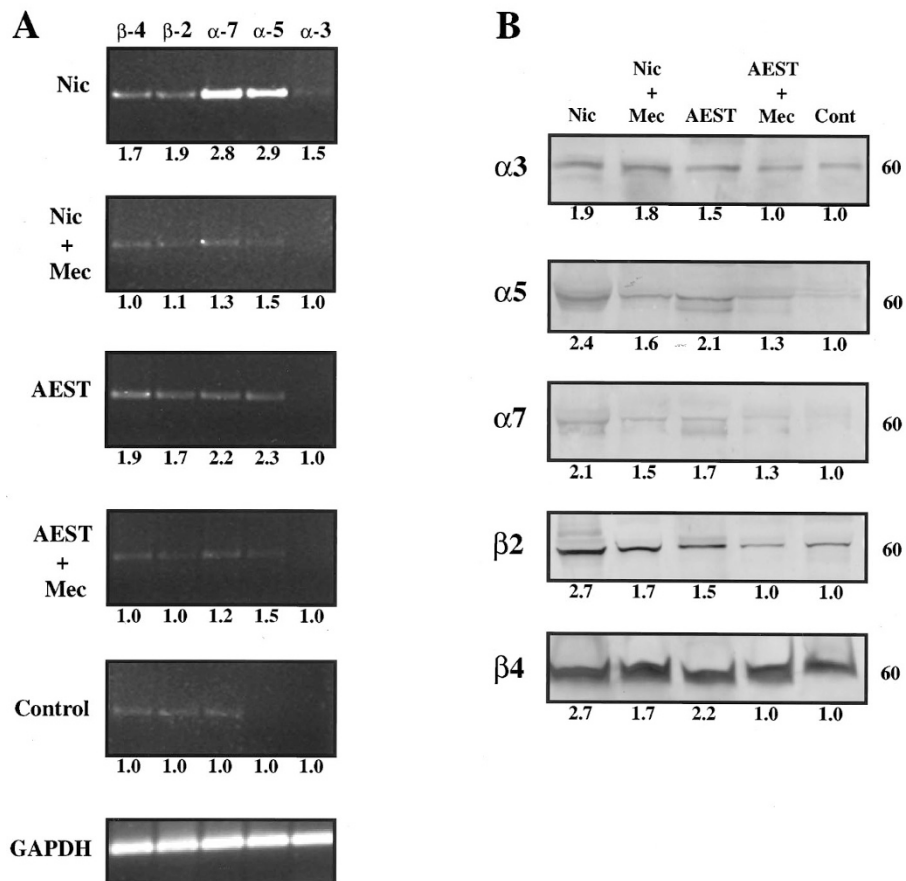 A
β-4 β-2 α-7 α-5 α-3
Nic
1.7 1.9 2.8 2.9 1.5
Nic
+
Mec
1.0 1.1 1.3 1.5 1.0
AEST
1.9 1.7 2.2 2.3 1.0
AEST
+
Mec
1.0 1.0 1.2 1.5 1.0
Control
1.0 1.0 1.0 1.0 1.0
GAPDH
B
Nic Nic + Mec AEST AEST + Mec Cont
α3 60
1.9 1.8 1.5 1.0 1.0
α5 60
2.4 1.6 2.1 1.3 1.0
α7 60
2.1 1.5 1.7 1.3 1.0
β2 60
2.7 1.7 1.5 1.0 1.0
β4 60
2.7 1.7 2.2 1.0 1.0